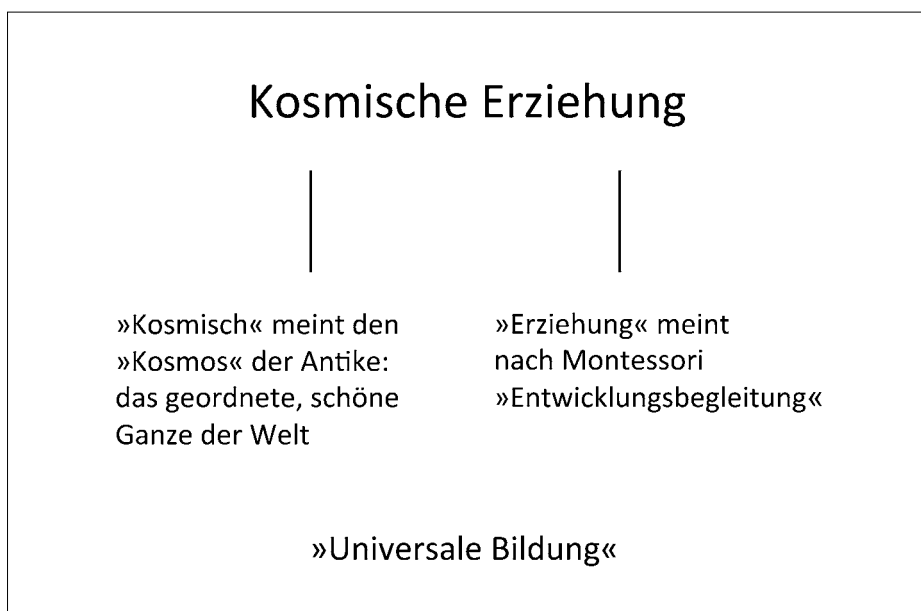 Kosmische Erziehung
»Kosmisch« meint den
»Kosmos« der Antike:
das geordnete, schöne
Ganze der Welt
»Erziehung« meint
nach Montessori
»Entwicklungsbegleitung«
»Universale Bildung«